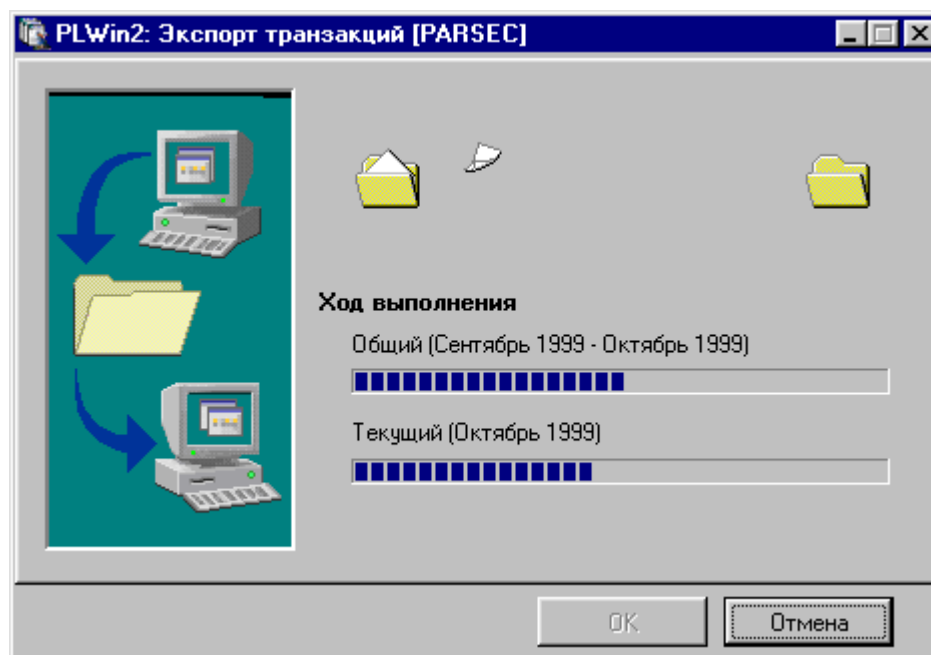 PLWin2: Экспорт транзакций [PARSEC]
Ход выполнения
Общий (Сентябрь 1999 - Октябрь 1999)
Текущий (Октябрь 1999)
OK
Отмена